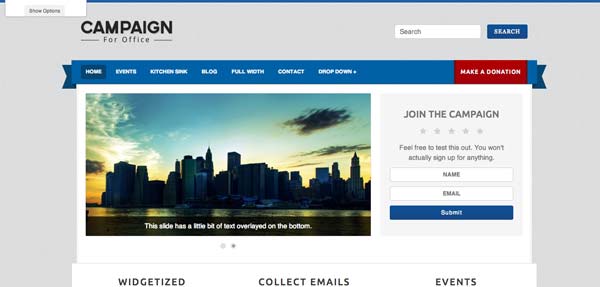 Show Options
CAMPAIGN
For Office
Search
SEARCH
HOME EVENTS KITCHEN SINK BLOG FULL WIDTH CONTACT DROP DOWN +
MAKE A DONATION
This slide has a little bit of text overlayed on the bottom.
JOIN THE CAMPAIGN
Feel free to test this out. You won't
actually sign up for anything.
NAME
EMAIL
Submit
WIDGETIZED
COLLECT EMAILS
EVENTS